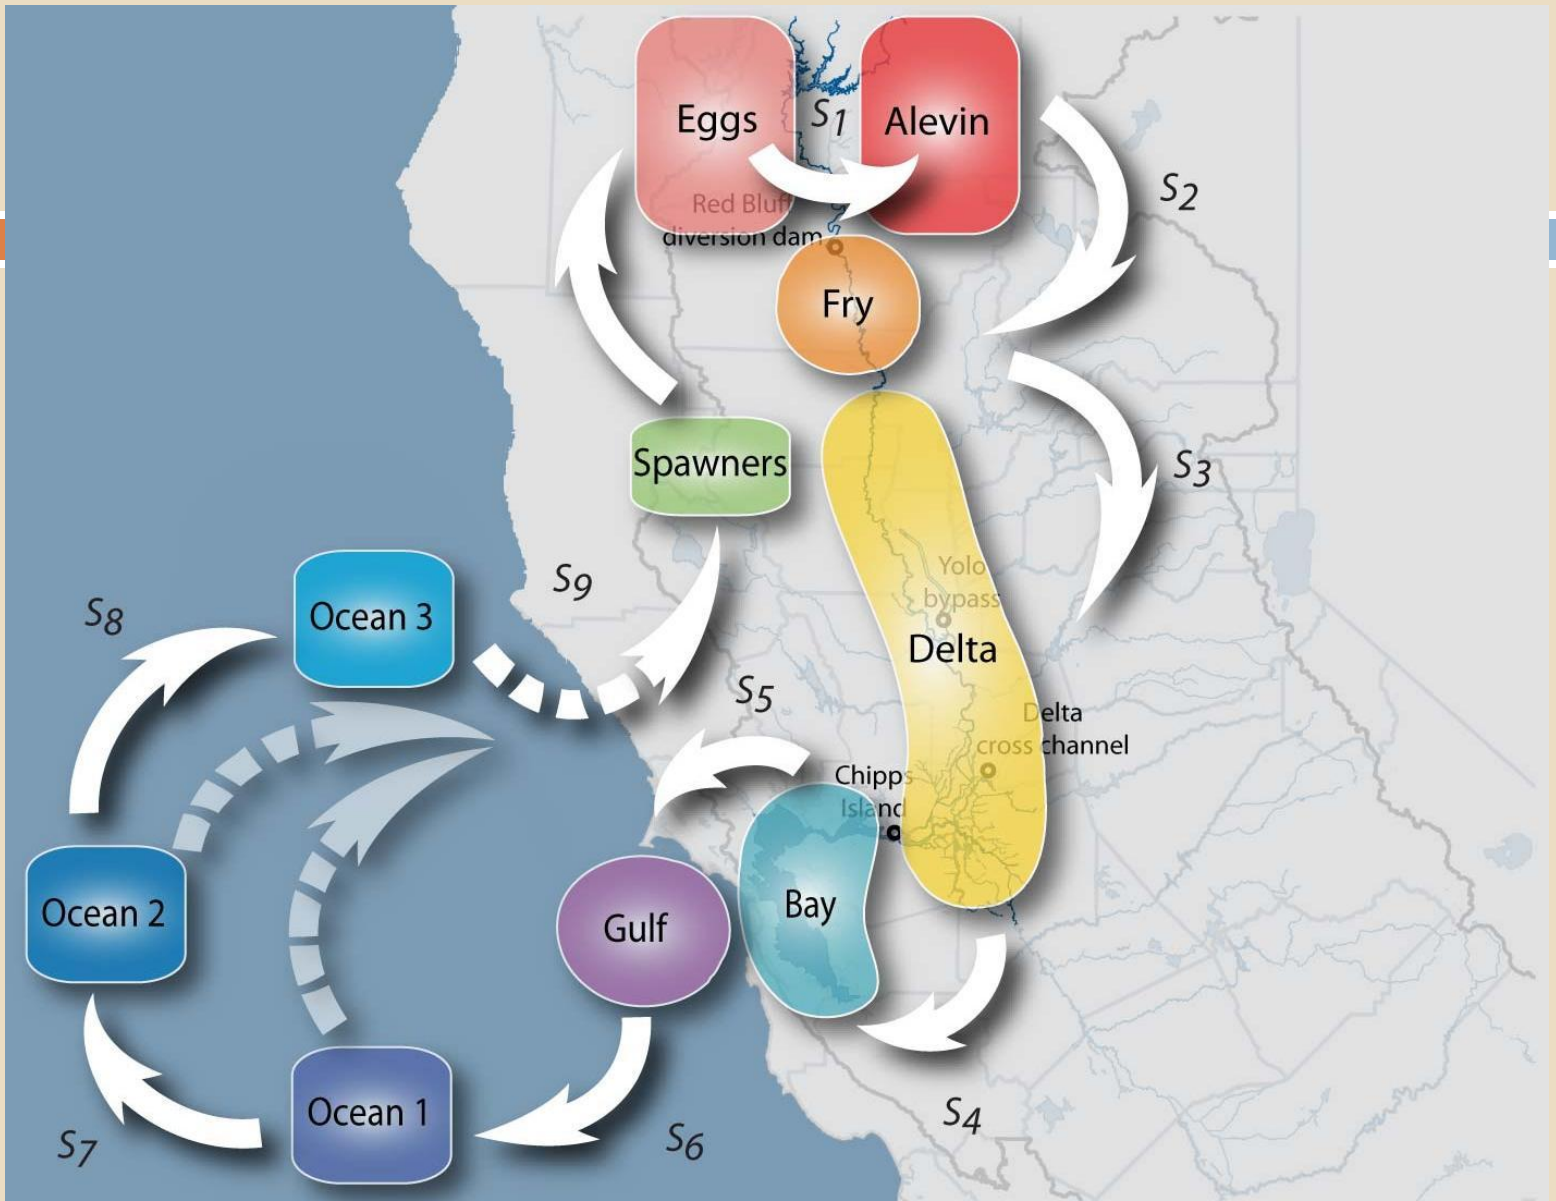 Eggs
S1
Alevin
S2
Red Bluff
diversion dam
Fry
Spawners
S3
Yolo
bypass
Delta
S9
Ocean 3
S8
S5
Delta
cross channel
Chipps
Island
Bay
Gulf
Ocean 2
Ocean 1
S4
S6
S7